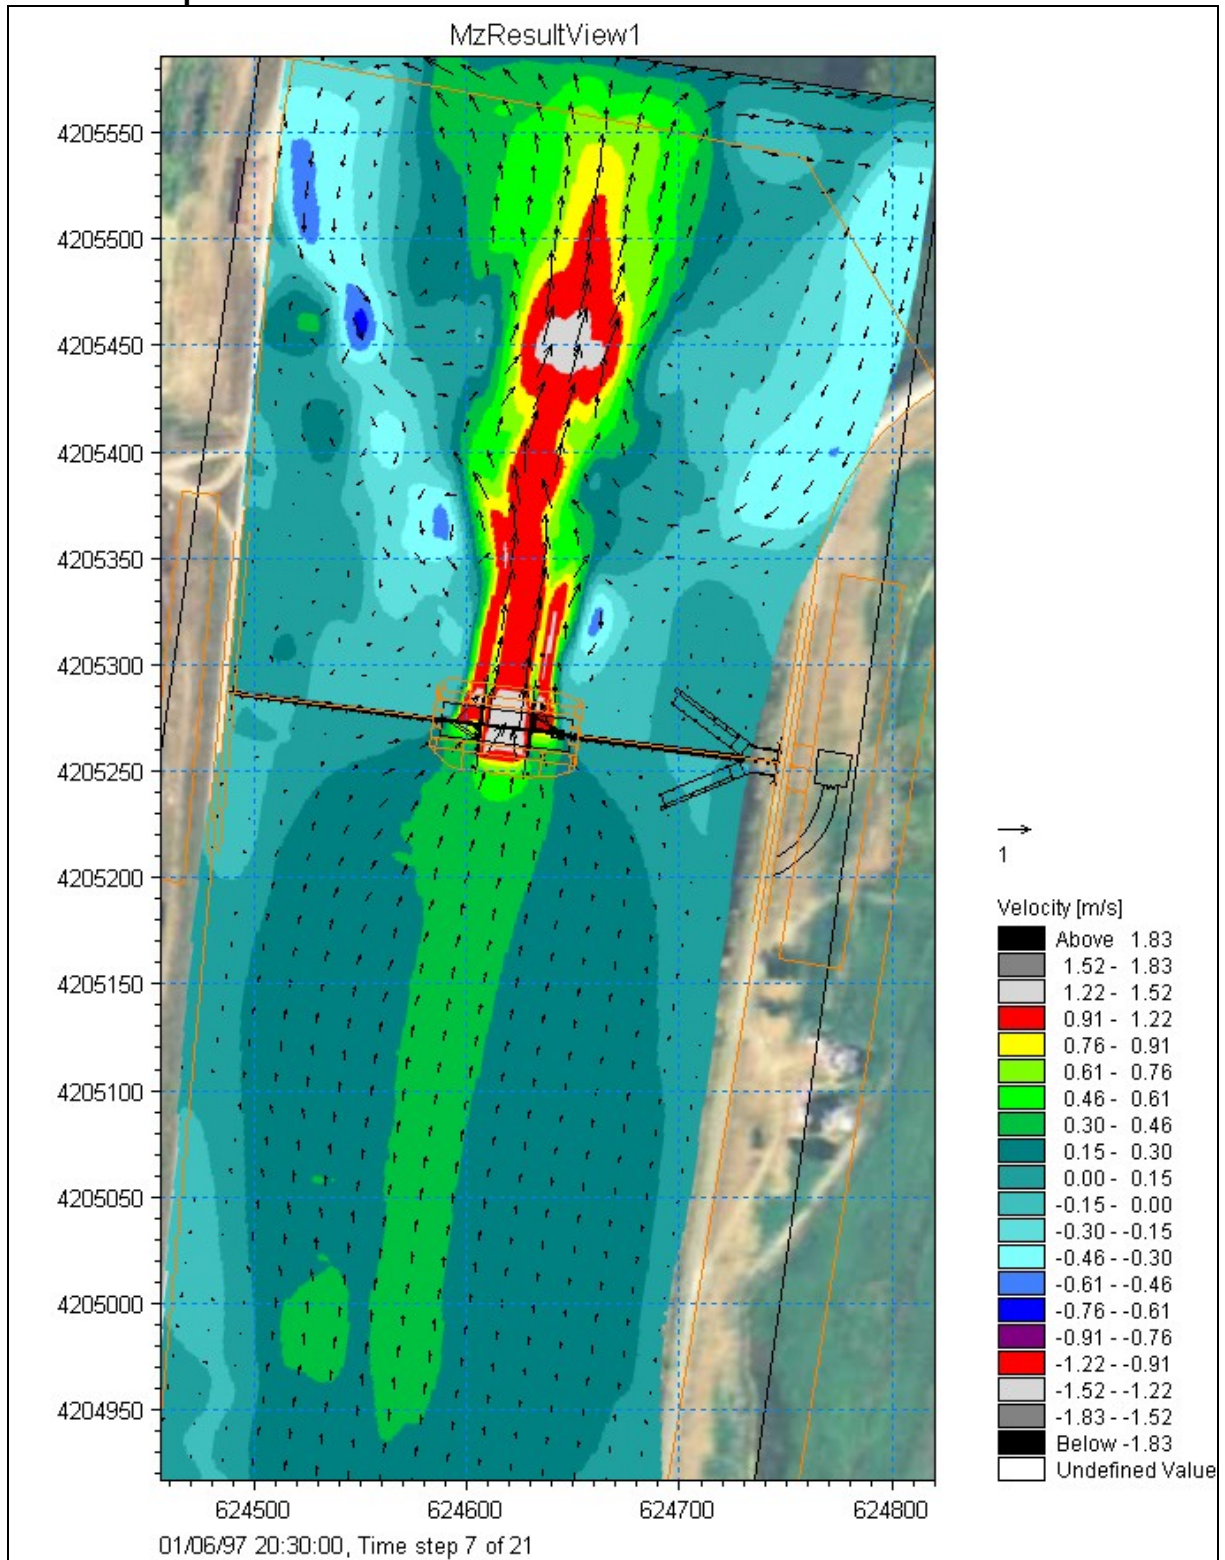 MzResultView1
4205550
4205500
4205450
4205400
4205350
4205300
4205250
4205200
4205150
4205100
4205050
4205000
4204950
624500 624600 624700 624800
01/06/97 20:30:00, Time step 7 of 21
1
Velocity [m/s]
Above 1.83
1.52 - 1.83
1.22 - 1.52
0.91 - 1.22
0.76 - 0.91
0.61 - 0.76
0.46 - 0.61
0.30 - 0.46
0.15 - 0.30
0.00 - 0.15
-0.15 - 0.00
-0.30 - -0.15
-0.46 - -0.30
-0.61 - -0.46
-0.76 - -0.61
-0.91 - -0.76
-1.22 - -0.91
-1.52 - -1.22
-1.83 - -1.52
Below -1.83
Undefined Value